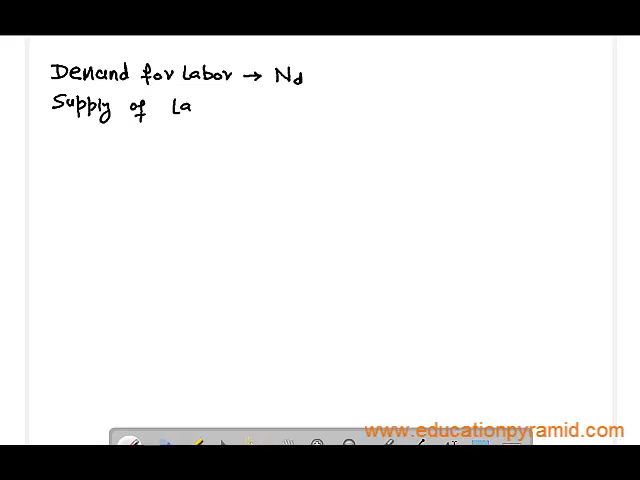 Demand for Labor → Nd
Supply of La
www.educationpyramid.com